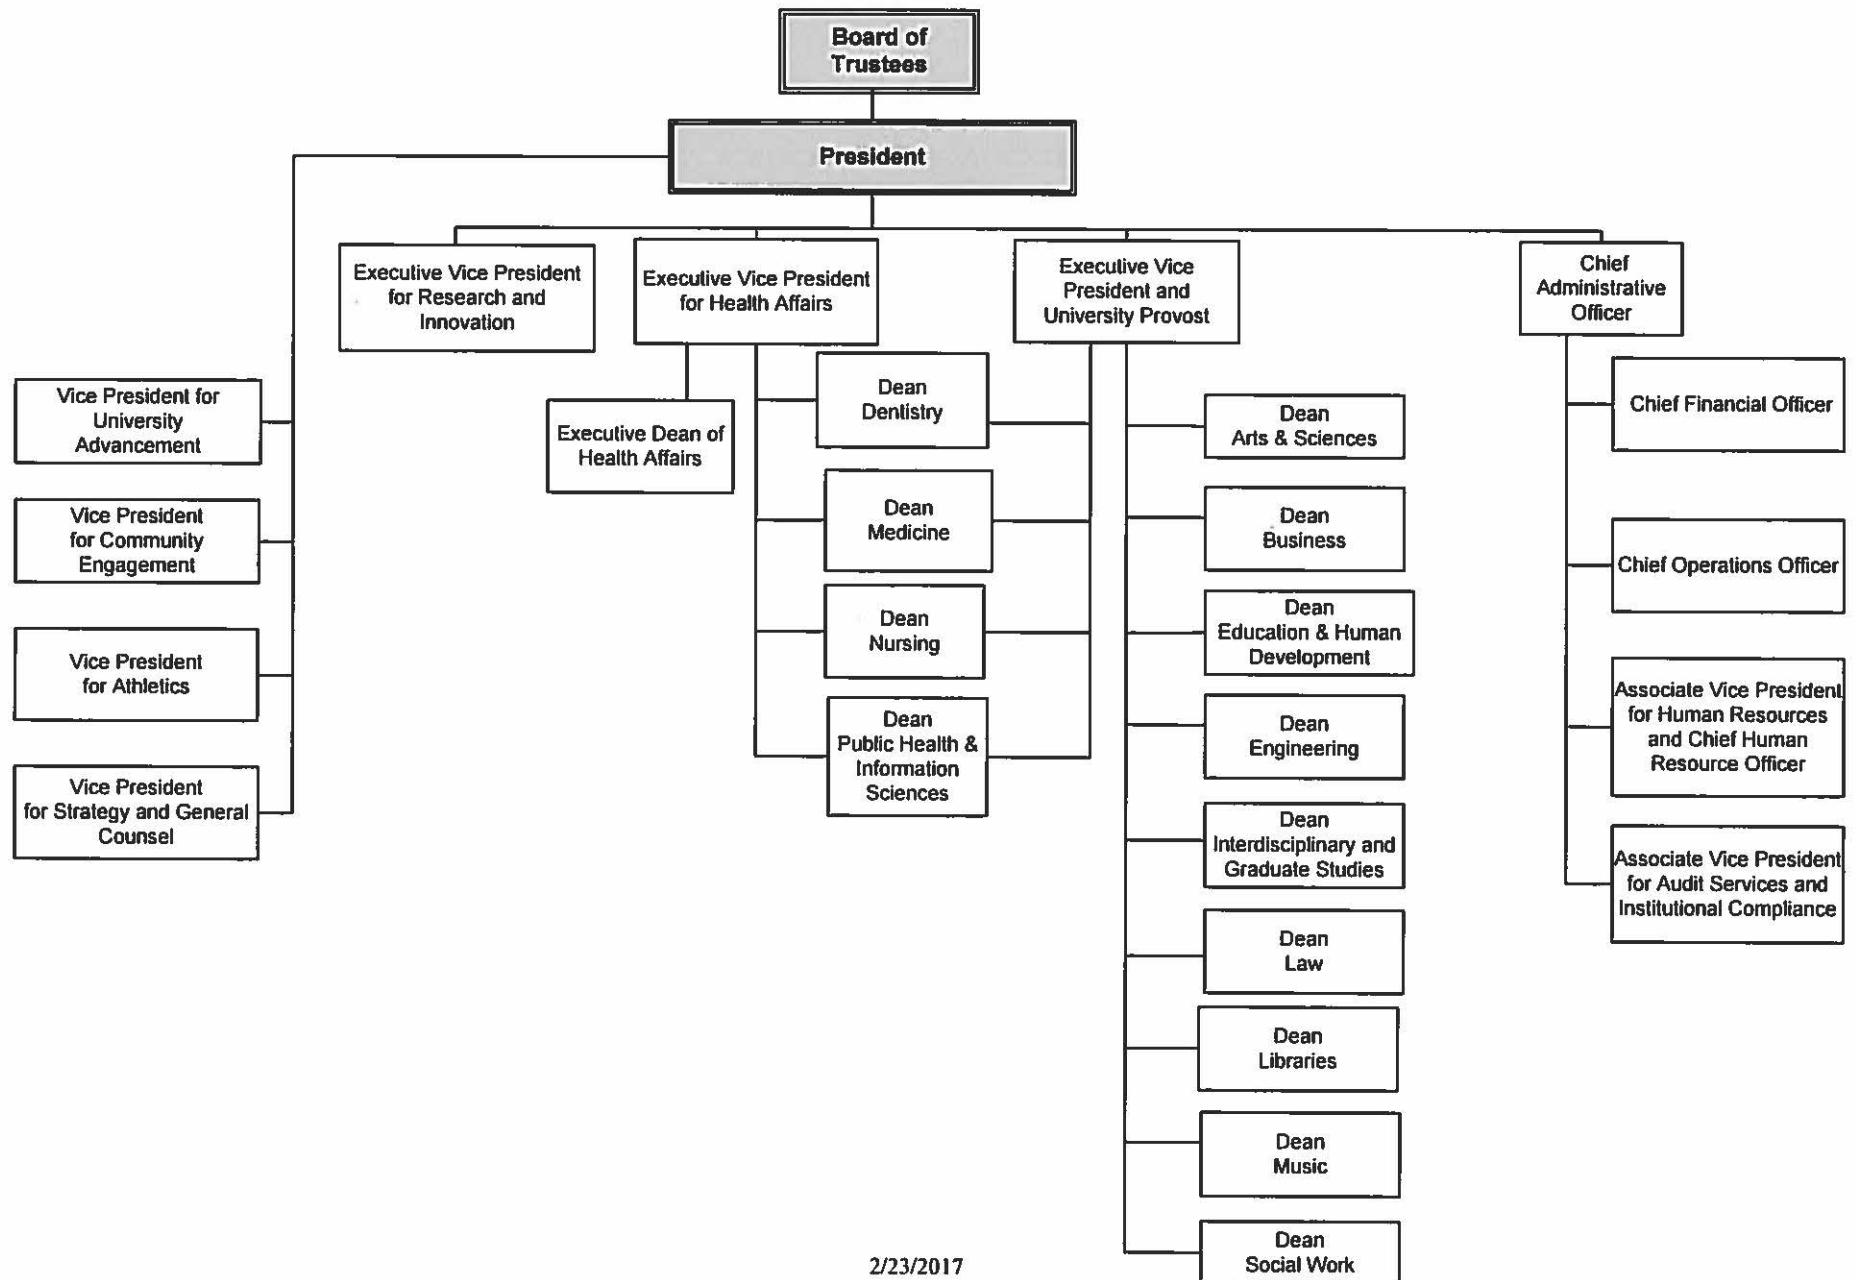 Board of
Trustees
President
Executive Vice President
for Research and
Innovation
Executive Vice President
for Health Affairs
Executive Vice
President and
University Provost
Chief
Administrative
Officer
Vice President for
University
Advancement
Vice President
for Community
Engagement
Vice President
for Athletics
Vice President
for Strategy and General
Counsel
Executive Dean of
Health Affairs
Dean
Dentistry
Dean
Medicine
Dean
Nursing
Dean
Public Health &
Information
Sciences
Dean
Arts & Sciences
Dean
Business
Dean
Education & Human
Development
Dean
Engineering
Dean
Interdisciplinary and
Graduate Studies
Dean
Law
Dean
Libraries
Dean
Music
Dean
Social Work
Chief Financial Officer
Chief Operations Officer
Associate Vice President
for Human Resources
and Chief Human
Resource Officer
Associate Vice President
for Audit Services and
Institutional Compliance
2/23/2017